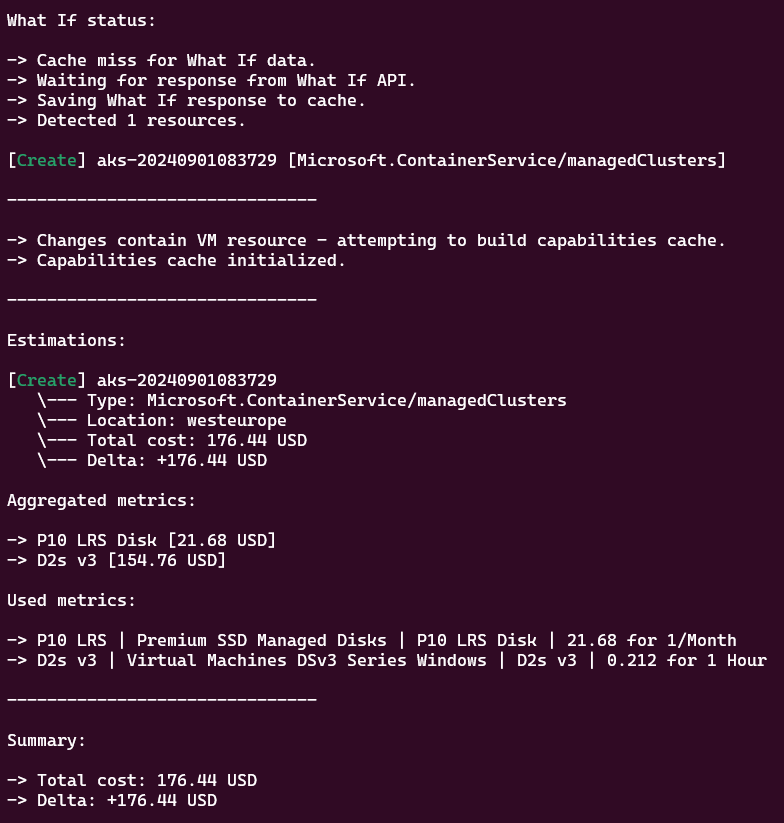 What If status:
-> Cache miss for What If data.
-> Waiting for response from What If API.
-> Saving What If response to cache.
-> Detected 1 resources.
[Create] aks-20240901083729 [Microsoft.ContainerService/managedClusters]
-------------------------------
-> Changes contain VM resource - attempting to build capabilities cache.
-> Capabilities cache initialized.
-------------------------------
Estimations:
[Create] aks-20240901083729
   \--- Type: Microsoft.ContainerService/managedClusters
   \--- Location: westeurope
   \--- Total cost: 176.44 USD
   \--- Delta: +176.44 USD
Aggregated metrics:
-> P10 LRS Disk [21.68 USD]
-> D2s v3 [154.76 USD]
Used metrics:
-> P10 LRS | Premium SSD Managed Disks | P10 LRS Disk | 21.68 for 1/Month
-> D2s v3 | Virtual Machines DSv3 Series Windows | D2s v3 | 0.212 for 1 Hour
-------------------------------
Summary:
-> Total cost: 176.44 USD
-> Delta: +176.44 USD